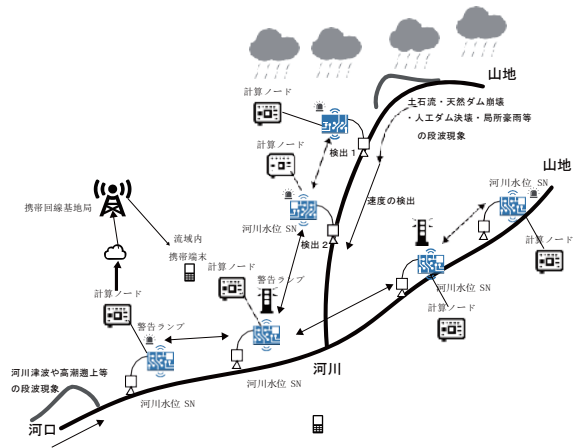 山地
計算ノード
土石流・天然ダム崩壊
・人工ダム決壊・局所豪雨等
の段波現象
検出 1
計算ノード
山地
河川水位 SN
携帯回線基地局
速度の検出
河川水位 SN
流域内
携帯端末
検出 2
計算ノード
計算ノード
警告ランプ
河川水位 SN
計算ノード
計算ノード
警告ランプ
河川水位 SN
河川津波や高潮遡上等
の段波現象
河川
河川水位 SN
河川水位 SN
河口